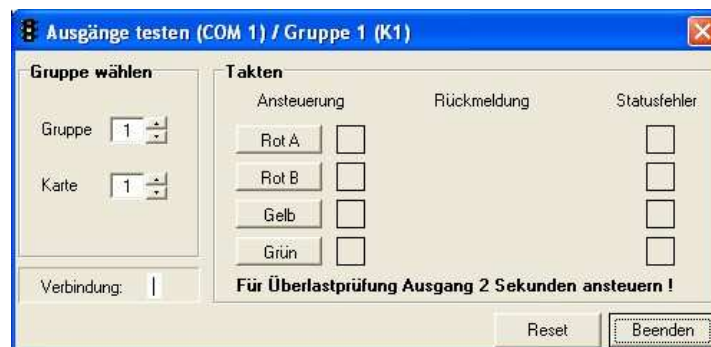 Ausgänge testen (COM 1) / Gruppe 1 (K1)
Gruppe wählen
Gruppe 1
Karte 1
Verbindung: |
Takten
Ansteuerung Rückmeldung Statusfehler
Rot A
Rot B
Gelb
Grün
Für Überlastprüfung Ausgang 2 Sekunden ansteuern !
Reset Beenden